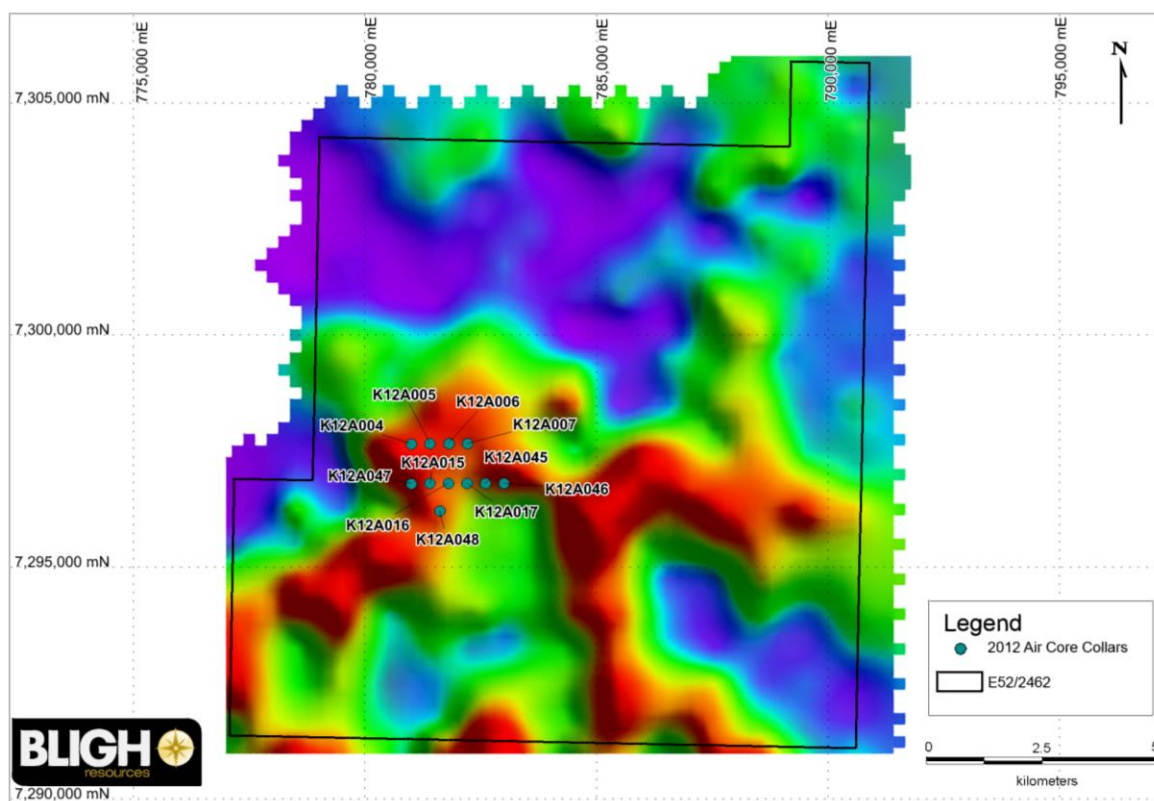 775,000 mE
780,000 mE
785,000 mE
790,000 mE
795,000 mE
N
7,305,000 mN
7,300,000 mN
K12A005
K12A006
K12A004
K12A007
K12A015
K12A045
K12A047
K12A046
K12A016
K12A017
K12A048
7,295,000 mN
Legend
2012 Air Core Collars
E52/2462
BLIGH
resources
0 2.5 5
kilometers
7,290,000 mN